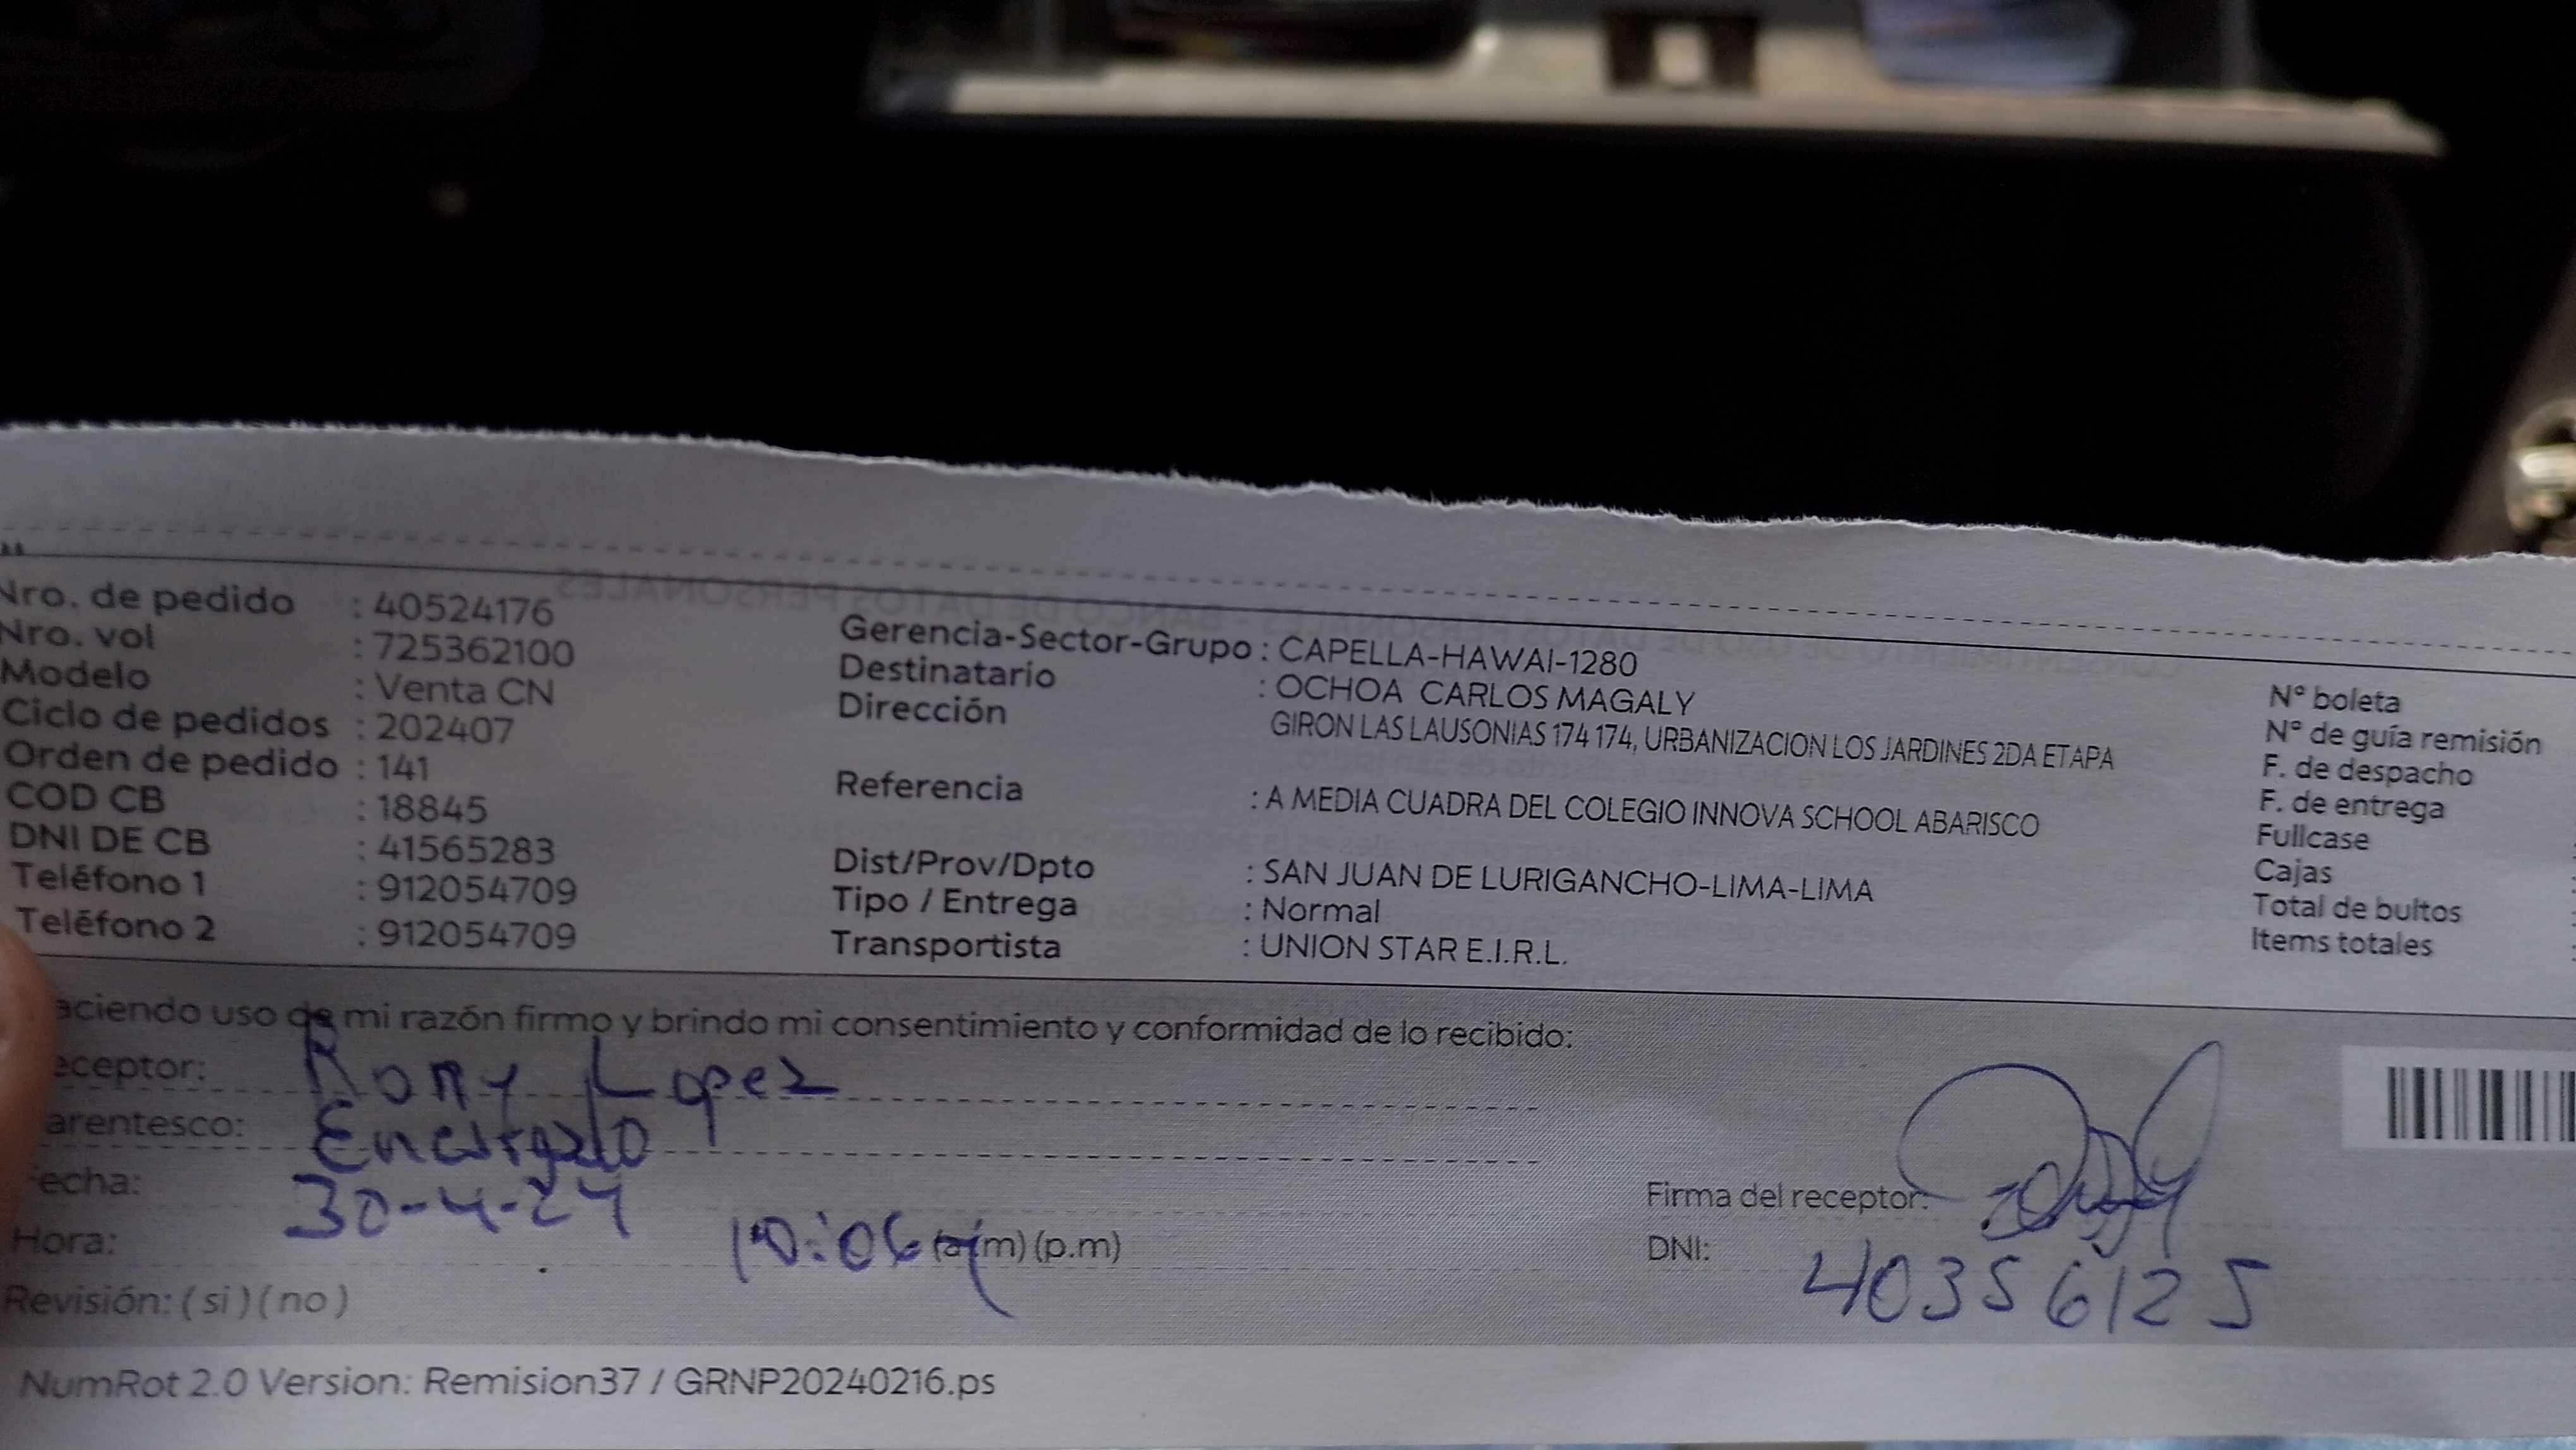 Nro. de pedido : 40524176
Nro. vol : 725362100
Modelo : Venta CN
Ciclo de pedidos : 202407
Orden de pedido : 141
COD CB : 18845
DNI DE CB : 41565283
Teléfono 1 : 912054709
Teléfono 2 : 912054709
Gerencia-Sector-Grupo : CAPELLA-HAWAI-1280
Destinatario : OCHOA CARLOS MAGALY
Dirección GIRON LAS LAUSONIAS 174 174, URBANIZACION LOS JARDINES 2DA ETAPA
Referencia : A MEDIA CUADRA DEL COLEGIO INNOVA SCHOOL ABARISCO
Dist/Prov/Dpto : SAN JUAN DE LURIGANCHO-LIMA-LIMA
Tipo / Entrega : Normal
Transportista : UNION STAR E.I.R.L.
N° boleta
N° de guía remisión
F. de despacho
F. de entrega
Fullcase
Cajas
Total de bultos
Items totales
aciendo uso de mi razón firmo y brindo mi consentimiento y conformidad de lo recibido:
eceptor: Rony Lopez
arentesco: Encargado
echa: 30-4-24
Hora: 10:06 (a.m) (p.m)
Revisión: ( si ) ( no )
Firma del receptor:
DNI: 40356125
NumRot 2.0 Version: Remision37 / GRNP20240216.ps